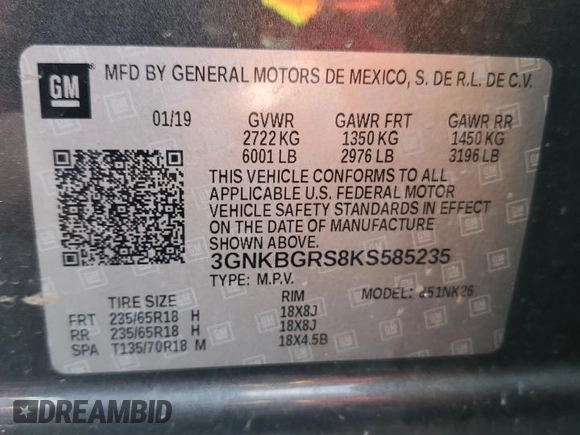 GM
MFD BY GENERAL MOTORS DE MEXICO, S. DE R.L. DE C.V.
01/19 GVWR GAWR FRT GAWR RR
2722 KG 1350 KG 1450 KG
6001 LB 2976 LB 3196 LB
THIS VEHICLE CONFORMS TO ALL
APPLICABLE U.S. FEDERAL MOTOR
VEHICLE SAFETY STANDARDS IN EFFECT
ON THE DATE OF MANUFACTURE
SHOWN ABOVE.
3GNKBGRS8KS585235
TYPE: M.P.V. MODEL: 1NK26
TIRE SIZE RIM
FRT 235/65R18 H 18X8J
RR 235/65R18 H 18X8J
SPA T135/70R18 M 18X4.5B
DREAMBID